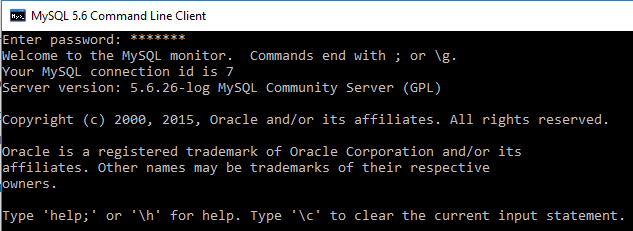 MySQL 5.6 Command Line Client
Enter password: *******
Welcome to the MySQL monitor.  Commands end with ; or \g.
Your MySQL connection id is 7
Server version: 5.6.26-log MySQL Community Server (GPL)
Copyright (c) 2000, 2015, Oracle and/or its affiliates. All rights reserved.
Oracle is a registered trademark of Oracle Corporation and/or its
affiliates. Other names may be trademarks of their respective
owners.
Type 'help;' or '\h' for help. Type '\c' to clear the current input statement.